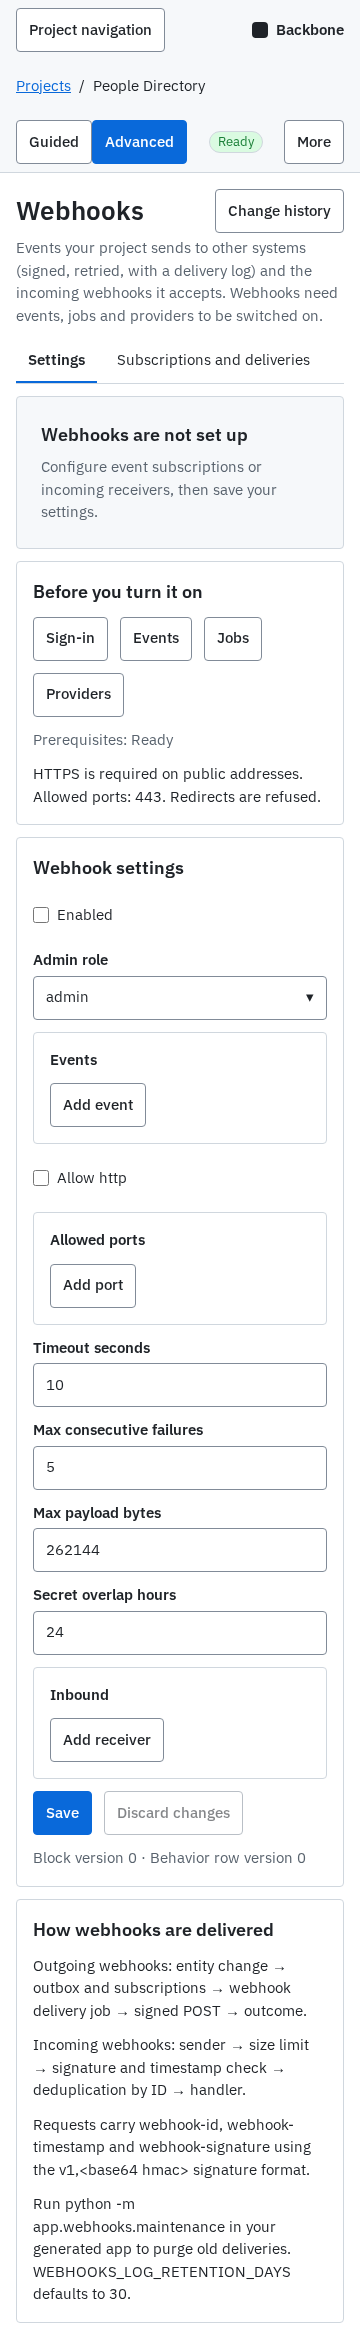 Project navigation
Backbone
Projects / People Directory
Guided
Advanced
Ready
More
Webhooks
Change history
Events your project sends to other systems
(signed, retried, with a delivery log) and the
incoming webhooks it accepts. Webhooks need
events, jobs and providers to be switched on.
Settings
Subscriptions and deliveries
Webhooks are not set up
Configure event subscriptions or
incoming receivers, then save your
settings.
Before you turn it on
Sign-in
Events
Jobs
Providers
Prerequisites: Ready
HTTPS is required on public addresses.
Allowed ports: 443. Redirects are refused.
Webhook settings
Enabled
Admin role
admin
Events
Add event
Allow http
Allowed ports
Add port
Timeout seconds
10
Max consecutive failures
5
Max payload bytes
262144
Secret overlap hours
24
Inbound
Add receiver
Save
Discard changes
Block version 0 · Behavior row version 0
How webhooks are delivered
Outgoing webhooks: entity change →
outbox and subscriptions → webhook
delivery job → signed POST → outcome.
Incoming webhooks: sender → size limit
→ signature and timestamp check →
deduplication by ID → handler.
Requests carry webhook-id, webhook-
timestamp and webhook-signature using
the v1,<base64 hmac> signature format.
Run python -m
app.webhooks.maintenance in your
generated app to purge old deliveries.
WEBHOOKS_LOG_RETENTION_DAYS
defaults to 30.